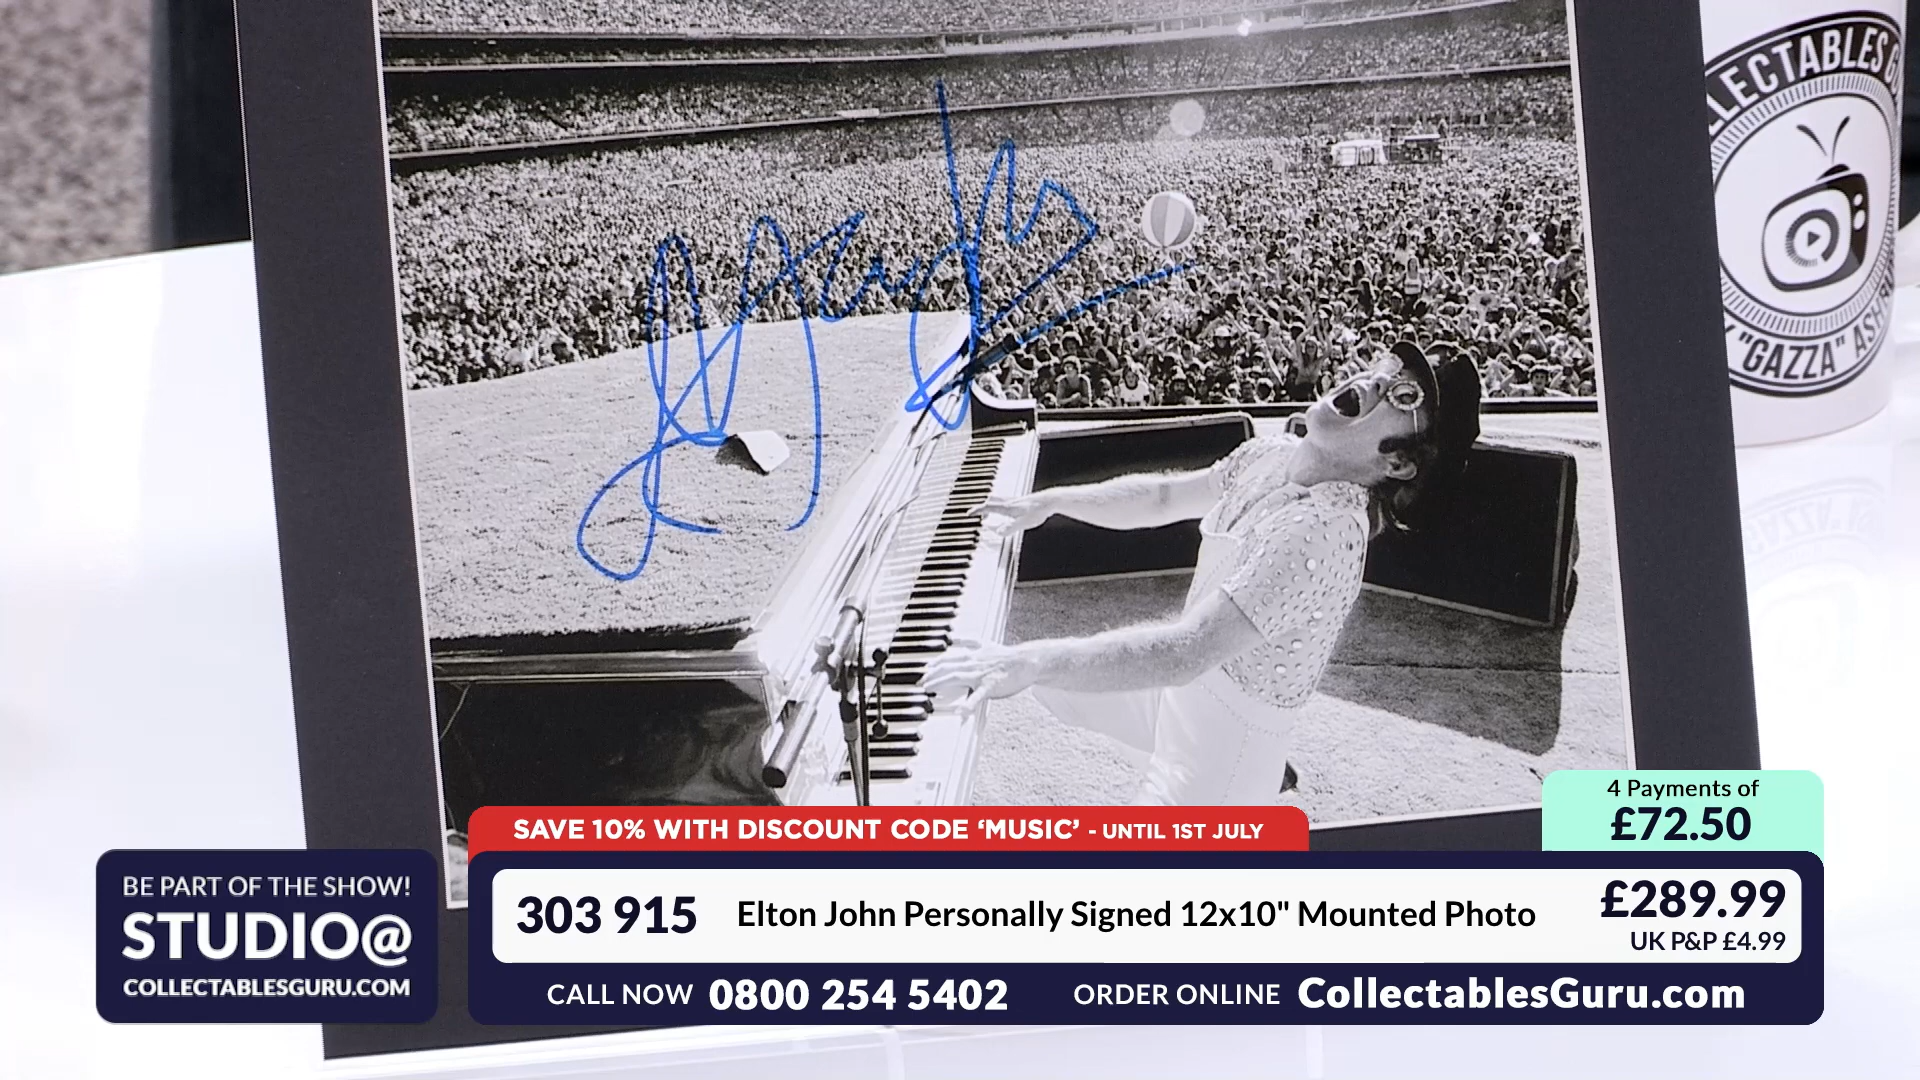 LECTABLES G
"GAZZA" ASH
4 Payments of
£72.50
SAVE 10% WITH DISCOUNT CODE ‘MUSIC’ - UNTIL 1ST JULY
BE PART OF THE SHOW!
STUDIO@
COLLECTABLESGURU.COM
303 915
Elton John Personally Signed 12x10" Mounted Photo
£289.99
UK P&P £4.99
CALL NOW 0800 254 5402
ORDER ONLINE CollectablesGuru.com